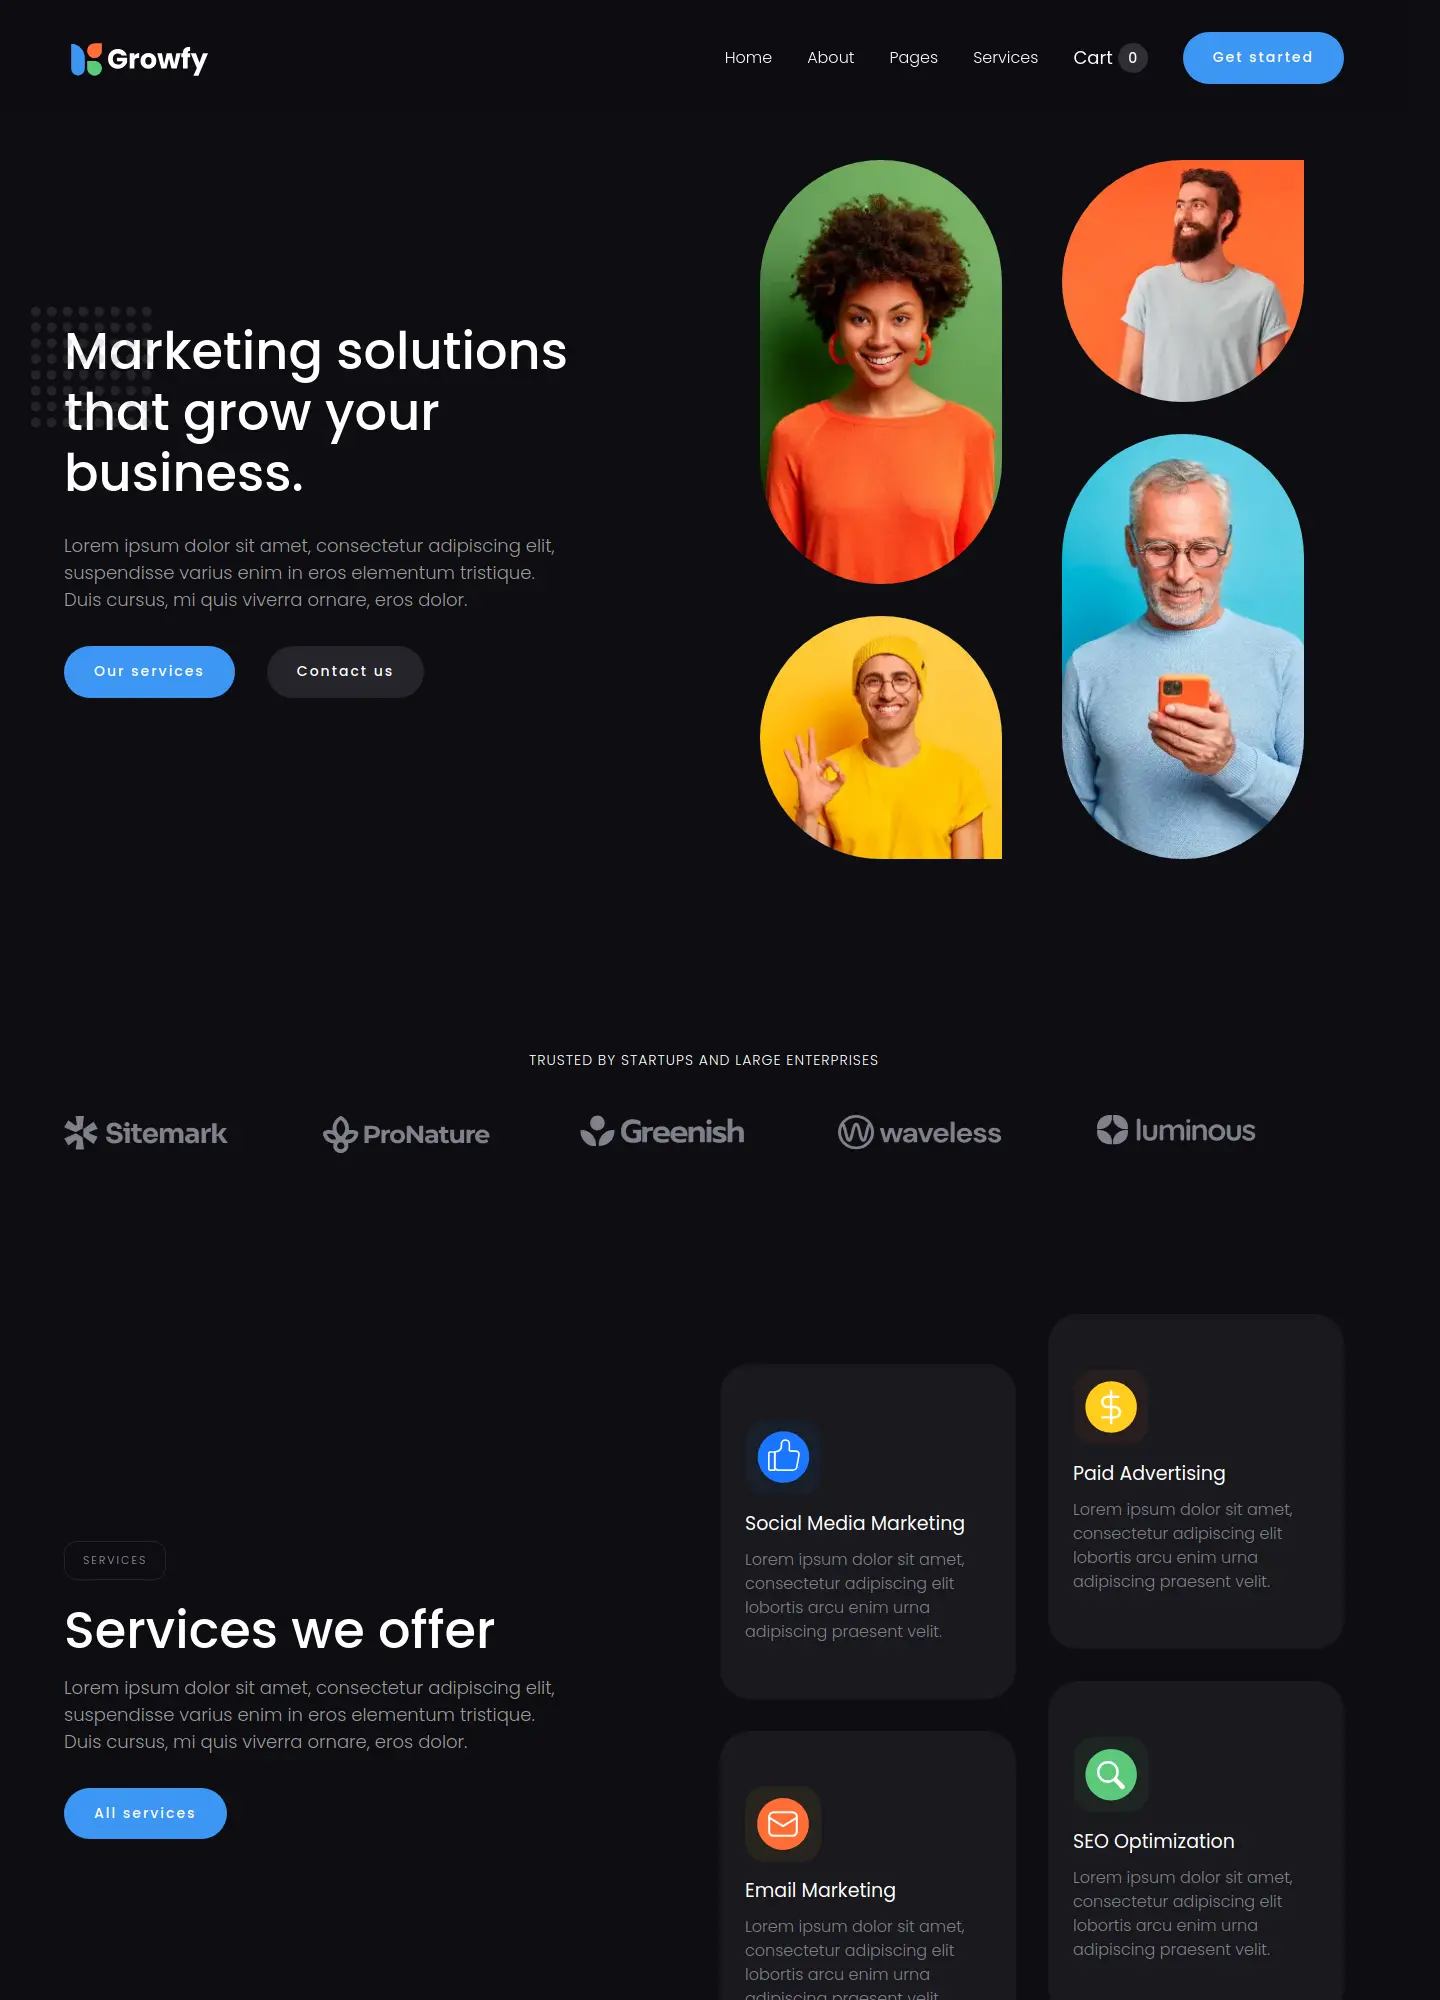 Growfy
Home About Pages Services Cart 0 Get started
Marketing solutions
that grow your
business.
Lorem ipsum dolor sit amet, consectetur adipiscing elit,
suspendisse varius enim in eros elementum tristique.
Duis cursus, mi quis viverra ornare, eros dolor.
Our services Contact us
TRUSTED BY STARTUPS AND LARGE ENTERPRISES
Sitemark ProNature Greenish waveless luminous
SERVICES
Services we offer
Lorem ipsum dolor sit amet, consectetur adipiscing elit,
suspendisse varius enim in eros elementum tristique.
Duis cursus, mi quis viverra ornare, eros dolor.
All services
Social Media Marketing
Lorem ipsum dolor sit amet,
consectetur adipiscing elit
lobortis arcu enim urna
adipiscing praesent velit.
Paid Advertising
Lorem ipsum dolor sit amet,
consectetur adipiscing elit
lobortis arcu enim urna
adipiscing praesent velit.
Email Marketing
Lorem ipsum dolor sit amet,
consectetur adipiscing elit
lobortis arcu enim urna
adipiscing praesent velit.
SEO Optimization
Lorem ipsum dolor sit amet,
consectetur adipiscing elit
lobortis arcu enim urna
adipiscing praesent velit.